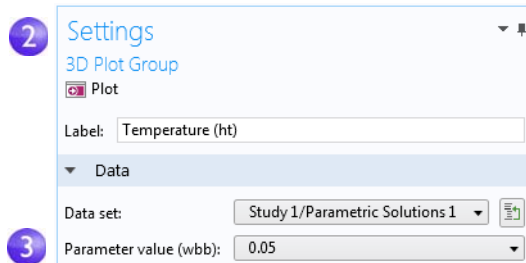 2 Settings
3D Plot Group
Plot
Label: Temperature (ht)
Data
Data set: Study 1/Parametric Solutions 1
3 Parameter value (wbb): 0.05